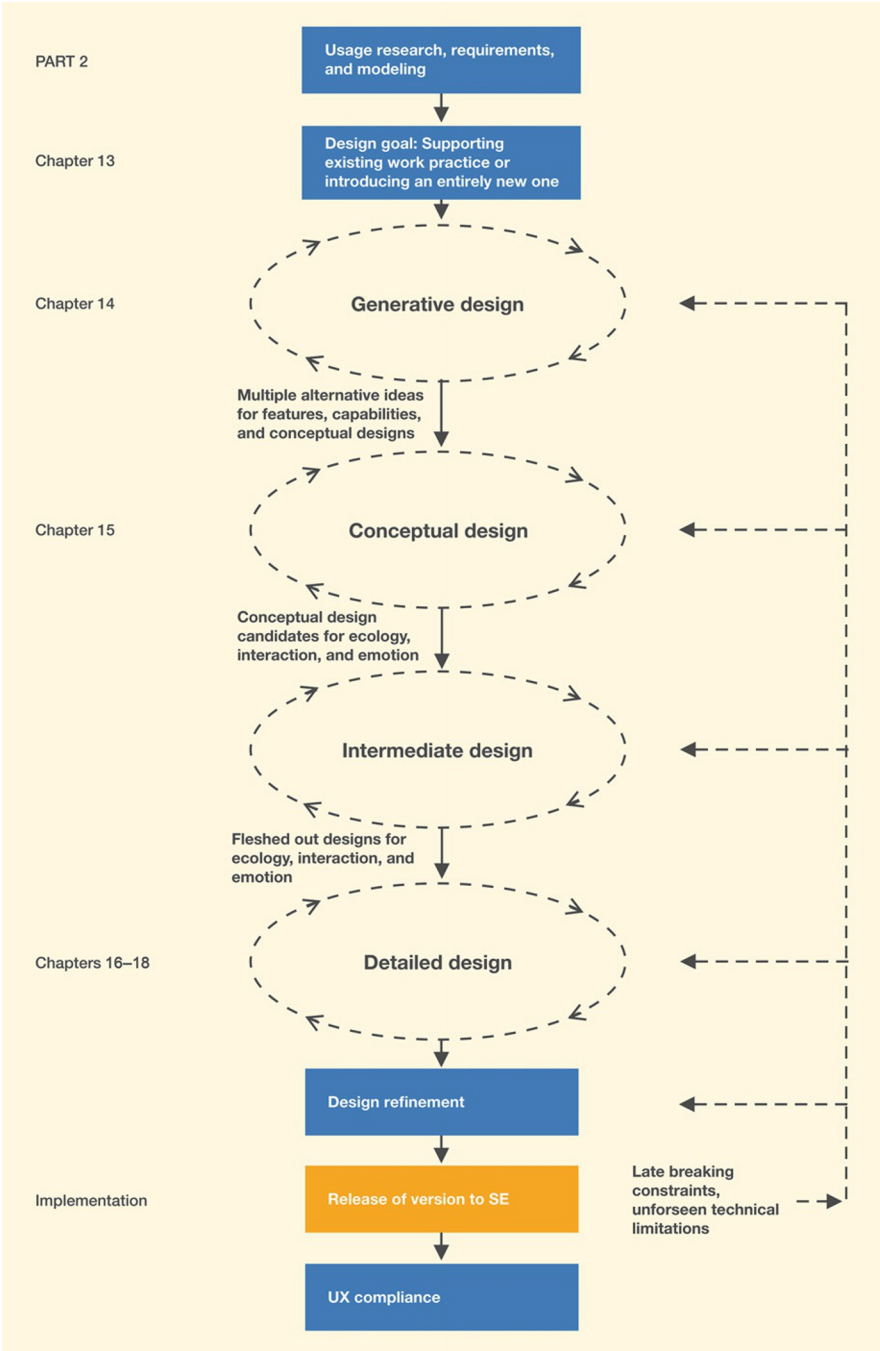 PART 2
Usage research, requirements,
and modeling
Chapter 13
Design goal: Supporting
existing work practice or
introducing an entirely new one
Chapter 14
Generative design
Multiple alternative ideas
for features, capabilities,
and conceptual designs
Chapter 15
Conceptual design
Conceptual design
candidates for ecology,
interaction, and emotion
Intermediate design
Fleshed out designs for
ecology, interaction, and
emotion
Chapters 16–18
Detailed design
Design refinement
Implementation
Release of version to SE
Late breaking
constraints,
unforseen technical
limitations
UX compliance